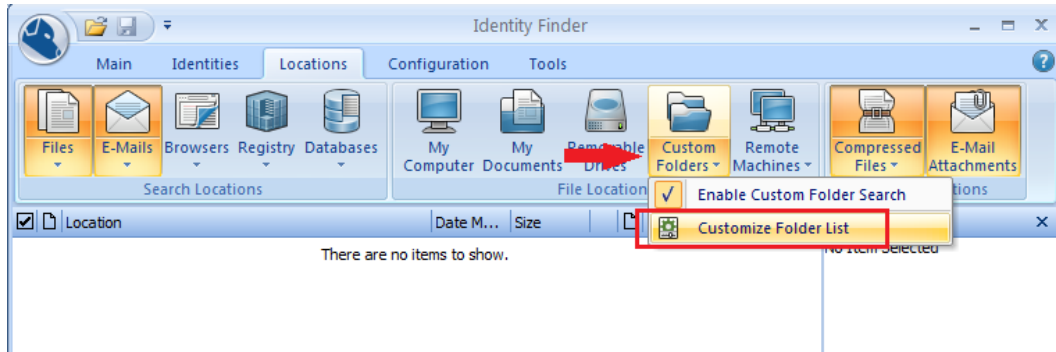 Identity Finder
Main Identities Locations Configuration Tools
Files E-Mails Browsers Registry Databases My Computer My Documents Removable Drives Custom Folders Remote Machines Compressed Files E-Mail Attachments
Search Locations File Location tions
Enable Custom Folder Search
Customize Folder List
Location Date M... Size
There are no items to show.
No Item Selected